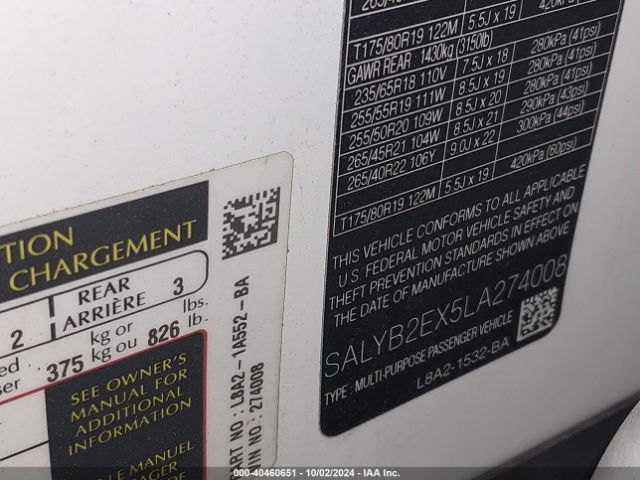 T175/80R19 122M 5.5J x 19 420kPa (60psi)
GAWR REAR : 1430kg (3150lb)
235/65R18 110V 7.5J x 18 280kPa (41psi)
255/55R19 111W 8.5J x 19 280kPa (41psi)
255/50R20 109W 8.5J x 20 280kPa (41psi)
265/45R21 104W 8.5J x 21 290kPa (43psi)
265/40R22 106Y 9.0J x 22 300kPa (44psi)
T175/80R19 122M 5.5J x 19 420kPa (60psi)
THIS VEHICLE CONFORMS TO ALL APPLICABLE
U.S. FEDERAL MOTOR VEHICLE SAFETY AND
THEFT PREVENTION STANDARDS IN EFFECT ON
THE DATE OF MANUFACTURE SHOWN ABOVE
SALYB2EX5LA274008
TYPE : MULTI-PURPOSE PASSENGER VEHICLE
L8A2-1532-BA
CHARGEMENT
2 REAR ARRIÈRE 3
375 kg or kg ou 826 lbs. lb.
SEE OWNER'S
MANUAL FOR
ADDITIONAL
INFORMATION
LE MANUEL
PART NO : L8A2-1A552-BA
VIN NO : 274008
000-40460651 - 10/02/2024 - IAA Inc.